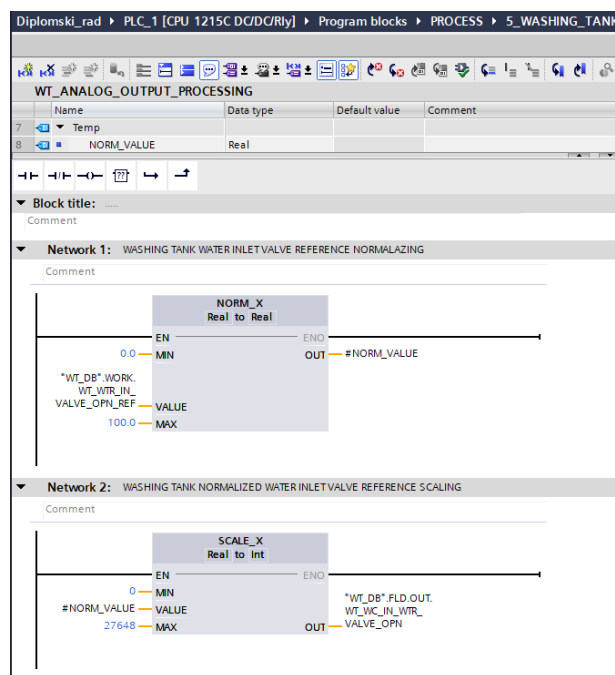 Diplomski_rad ▸ PLC_1 [CPU 1215C DC/DC/Rly] ▸ Program blocks ▸ PROCESS ▸ 5_WASHING_TANK
WT_ANALOG_OUTPUT_PROCESSING
Name Data type Default value Comment
7 Temp
8 NORM_VALUE Real
Block title: .....
Comment
Network 1: WASHING TANK WATER INLET VALVE REFERENCE NORMALAZING
Comment
NORM_X
Real to Real
EN ENO
0.0 MIN OUT #NORM_VALUE
"WT_DB".WORK.
WT_WTR_IN_
VALVE_OPN_REF VALUE
100.0 MAX
Network 2: WASHING TANK NORMALIZED WATER INLET VALVE REFERENCE SCALING
Comment
SCALE_X
Real to Int
EN ENO
0 MIN
"WT_DB".FLD.OUT.
#NORM_VALUE VALUE WT_WC_IN_WTR_
27648 MAX OUT VALVE_OPN